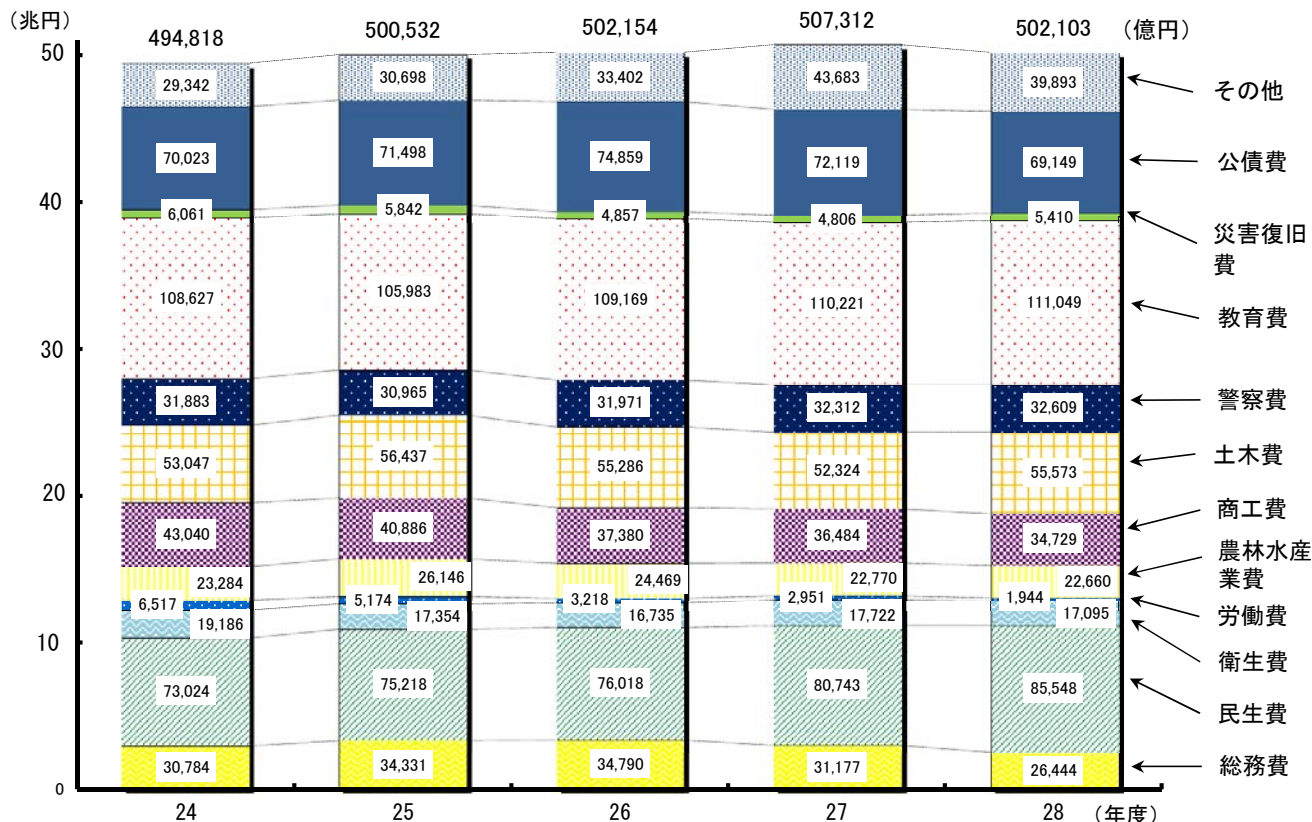 （兆円）
494,818 500,532 502,154 507,312 502,103 （億円）
50
29,342 30,698 33,402 43,683 39,893 その他
70,023 71,498 74,859 72,119 69,149 公債費
40
6,061 5,842 4,857 4,806 5,410 災害復旧
費
108,627 105,983 109,169 110,221 111,049 教育費
30
31,883 30,965 31,971 32,312 32,609 警察費
53,047 56,437 55,286 52,324 55,573 土木費
20
43,040 40,886 37,380 36,484 34,729 商工費
23,284 26,146 24,469 22,770 22,660 農林水産
業費
6,517 5,174 3,218 2,951 1,944 労働費
19,186 17,354 16,735 17,722 17,095 衛生費
10
73,024 75,218 76,018 80,743 85,548 民生費
30,784 34,331 34,790 31,177 26,444 総務費
0
24 25 26 27 28 （年度）